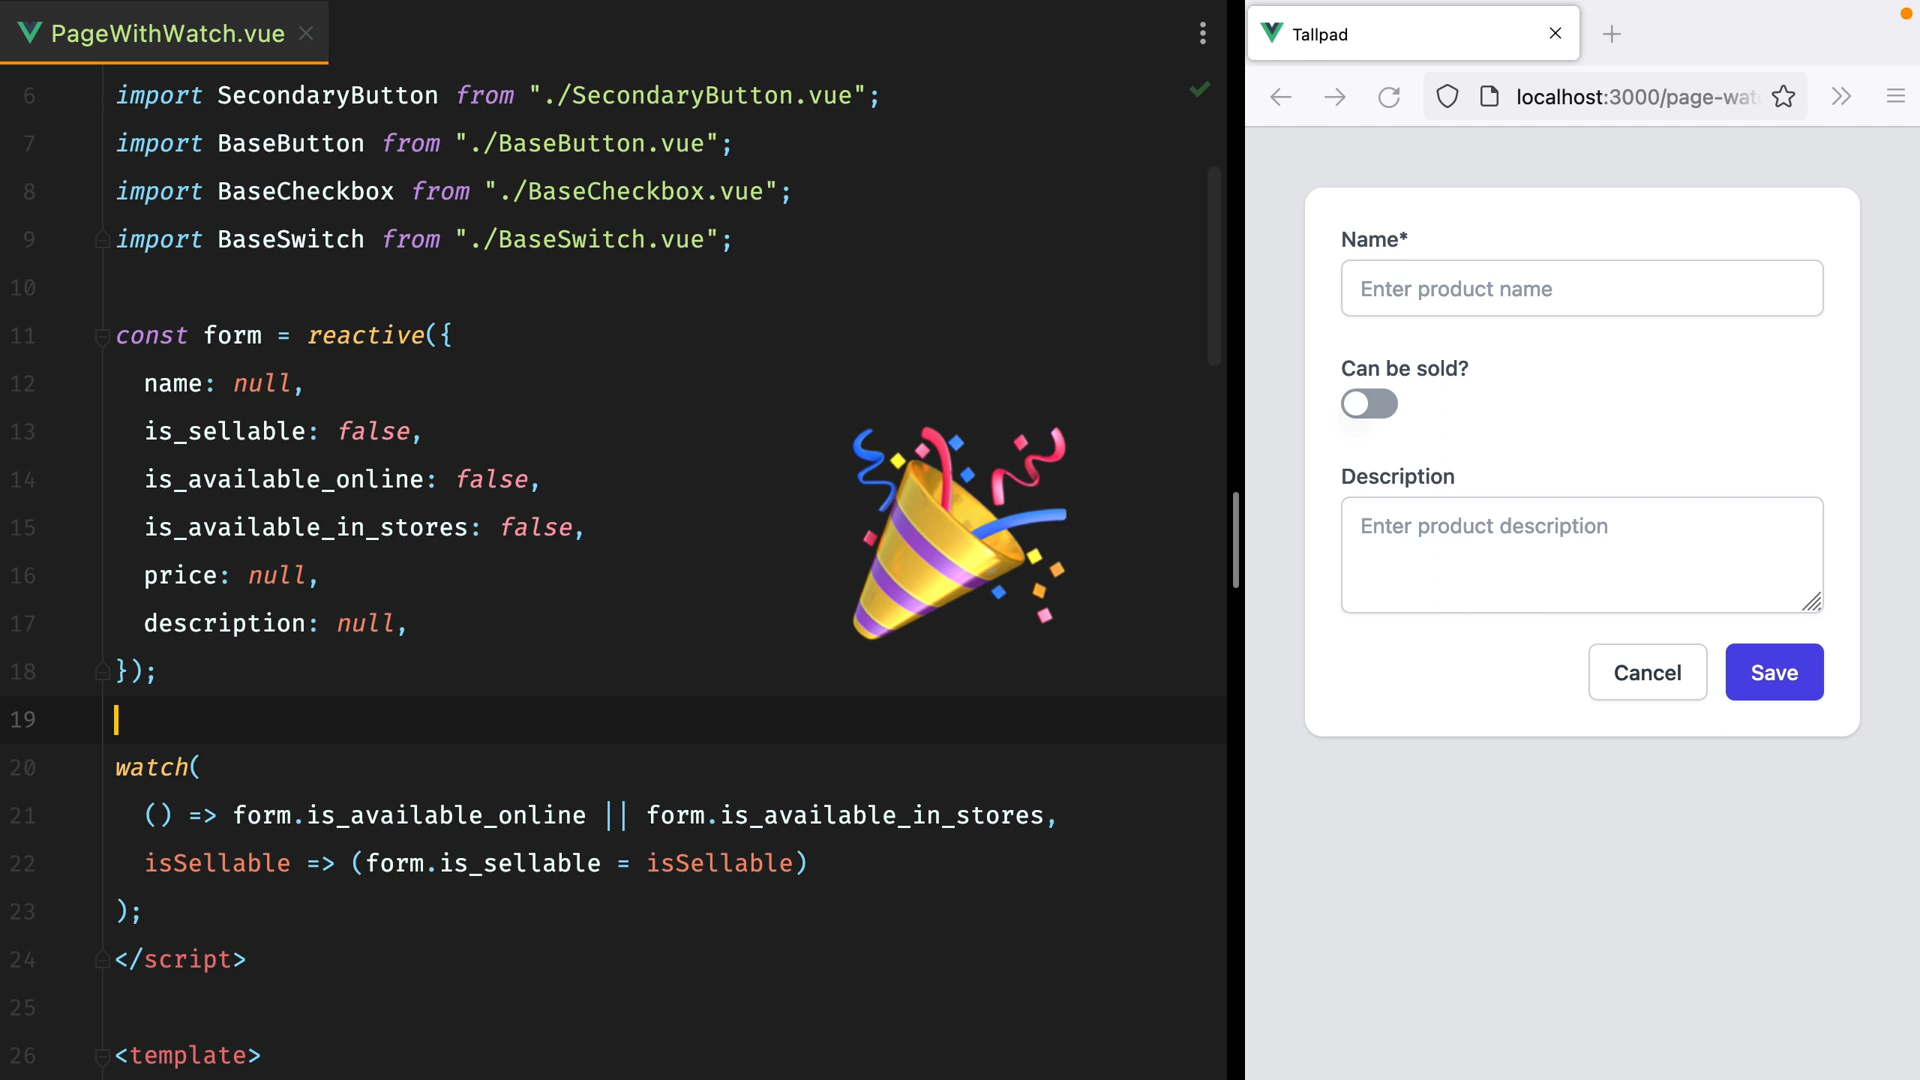 PageWithWatch.vue
6 import SecondaryButton from "./SecondaryButton.vue";
7 import BaseButton from "./BaseButton.vue";
8 import BaseCheckbox from "./BaseCheckbox.vue";
9 import BaseSwitch from "./BaseSwitch.vue";
10
11 const form = reactive({
12 name: null,
13 is_sellable: false,
14 is_available_online: false,
15 is_available_in_stores: false,
16 price: null,
17 description: null,
18 });
19
20 watch(
21 () => form.is_available_online || form.is_available_in_stores,
22 isSellable => (form.is_sellable = isSellable)
23 );
24 </script>
25
26 <template>
Tallpad
localhost:3000/page-wat
Name*
Enter product name
Can be sold?
Description
Enter product description
Cancel
Save